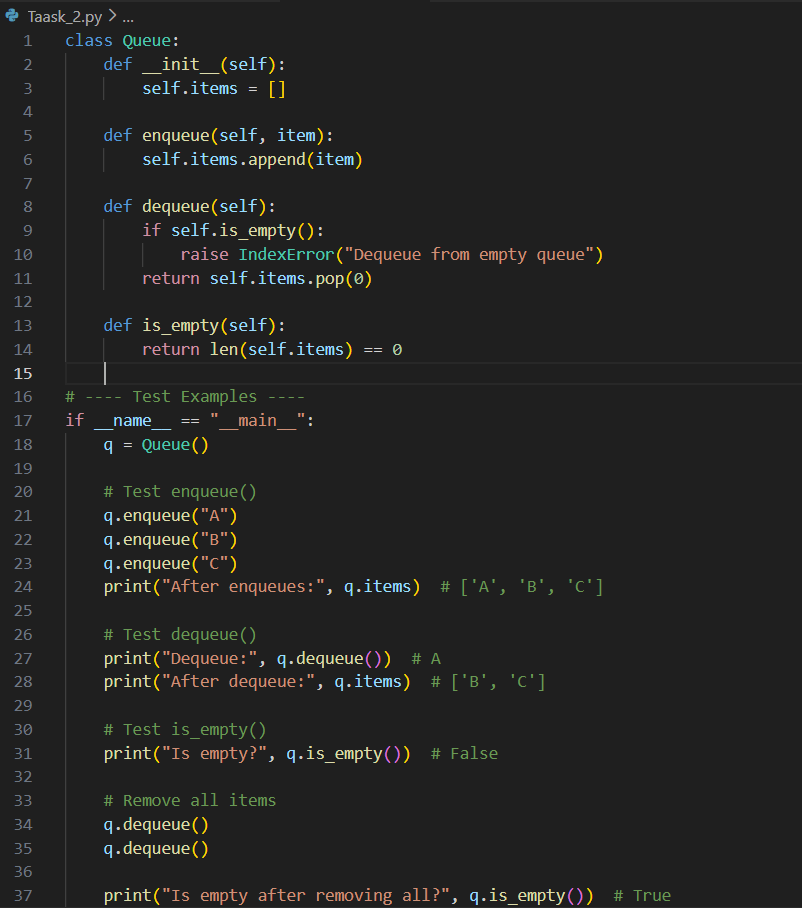 Taask_2.py > ...
1 class Queue:
2     def __init__(self):
3         self.items = []
4
5     def enqueue(self, item):
6         self.items.append(item)
7
8     def dequeue(self):
9         if self.is_empty():
10             raise IndexError("Dequeue from empty queue")
11         return self.items.pop(0)
12
13     def is_empty(self):
14         return len(self.items) == 0
15
16 # ---- Test Examples ----
17 if __name__ == "__main__":
18     q = Queue()
19
20     # Test enqueue()
21     q.enqueue("A")
22     q.enqueue("B")
23     q.enqueue("C")
24     print("After enqueues:", q.items)  # ['A', 'B', 'C']
25
26     # Test dequeue()
27     print("Dequeue:", q.dequeue())  # A
28     print("After dequeue:", q.items)  # ['B', 'C']
29
30     # Test is_empty()
31     print("Is empty?", q.is_empty())  # False
32
33     # Remove all items
34     q.dequeue()
35     q.dequeue()
36
37     print("Is empty after removing all?", q.is_empty())  # True